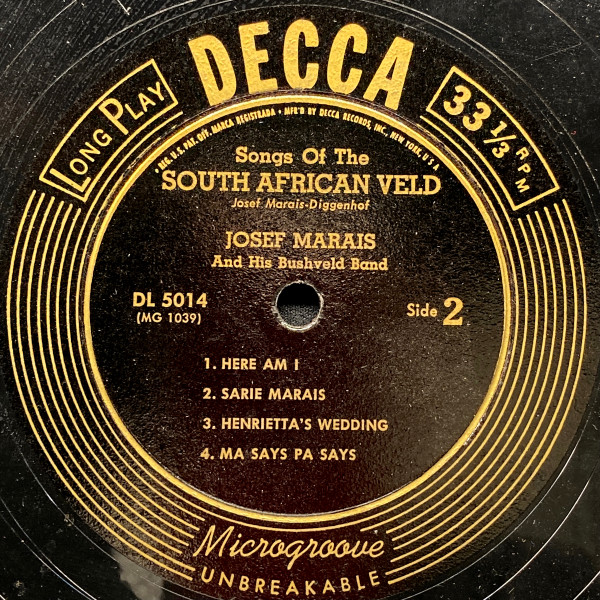 DECCA
LONG PLAY
33 1/3 RPM
• REG. U.S. PAT. OFF. MARCA REGISTRADA • MFR'D BY DECCA RECORDS, INC., NEW YORK, U.S.A.
Songs Of The
SOUTH AFRICAN VELD
Josef Marais-Diggenhof
JOSEF MARAIS
And His Bushveld Band
DL 5014
(MG 1039)
Side 2
1. HERE AM I
2. SARIE MARAIS
3. HENRIETTA'S WEDDING
4. MA SAYS PA SAYS
Microgroove
UNBREAKABLE